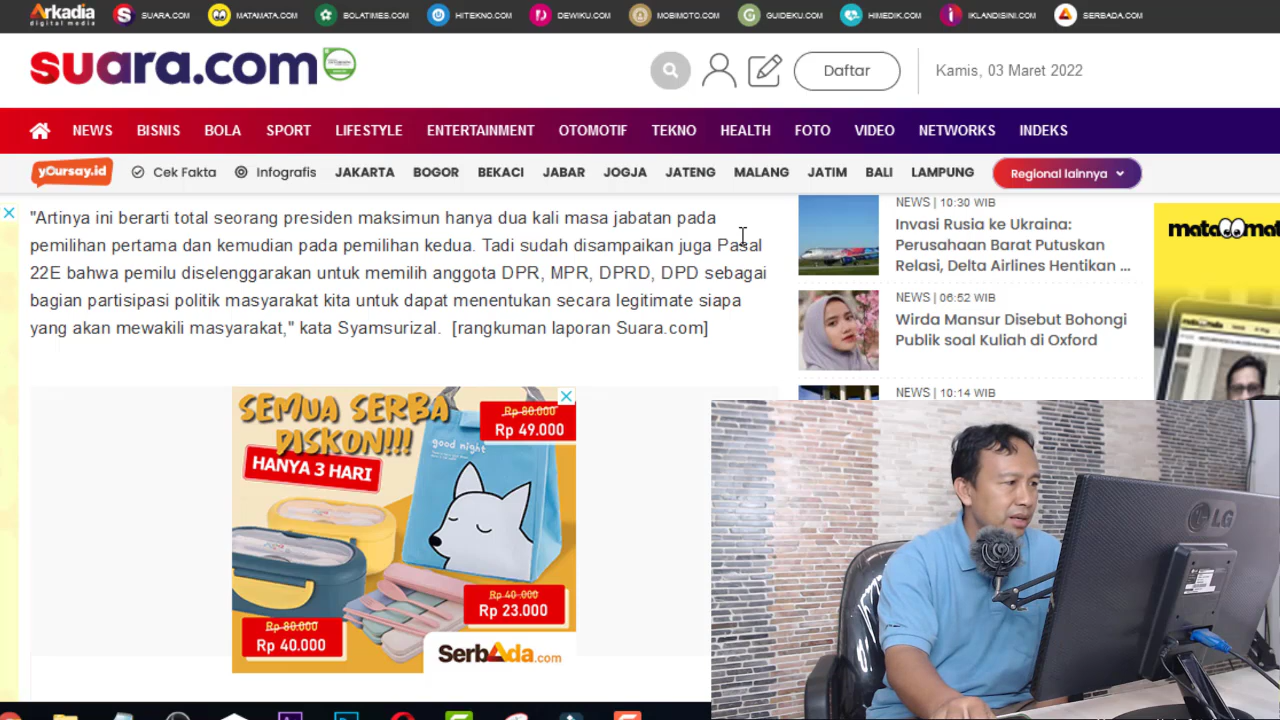 Arkadia
digital media
SUARA.COM
MATAMATA.COM
BOLATIMES.COM
HITEKNO.COM
DEWIKU.COM
MOBIMOTO.COM
GUIDEKU.COM
HIMEDIK.COM
IKLANDISINI.COM
SERBADA.COM
suara.com
Daftar
Kamis, 03 Maret 2022
NEWS
BISNIS
BOLA
SPORT
LIFESTYLE
ENTERTAINMENT
OTOMOTIF
TEKNO
HEALTH
FOTO
VIDEO
NETWORKS
INDEKS
yOursay.id
Cek Fakta
Infografis
JAKARTA
BOGOR
BEKACI
JABAR
JOGJA
JATENG
MALANG
JATIM
BALI
LAMPUNG
Regional lainnya
"Artinya ini berarti total seorang presiden maksimun hanya dua kali masa jabatan pada
pemilihan pertama dan kemudian pada pemilihan kedua. Tadi sudah disampaikan juga Pasal
22E bahwa pemilu diselenggarakan untuk memilih anggota DPR, MPR, DPRD, DPD sebagai
bagian partisipasi politik masyarakat kita untuk dapat menentukan secara legitimate siapa
yang akan mewakili masyarakat," kata Syamsurizal. [rangkuman laporan Suara.com]
NEWS | 10:30 WIB
Invasi Rusia ke Ukraina:
Perusahaan Barat Putuskan
Relasi, Delta Airlines Hentikan ...
NEWS | 06:52 WIB
Wirda Mansur Disebut Bohongi
Publik soal Kuliah di Oxford
NEWS | 10:14 WIB
matamata
SEMUA SERBA
DISKON!!!
HANYA 3 HARI
good night
Rp 80.000
Rp 49.000
Rp 40.000
Rp 23.000
Rp 80.000
Rp 40.000
SerbAda.com
LG